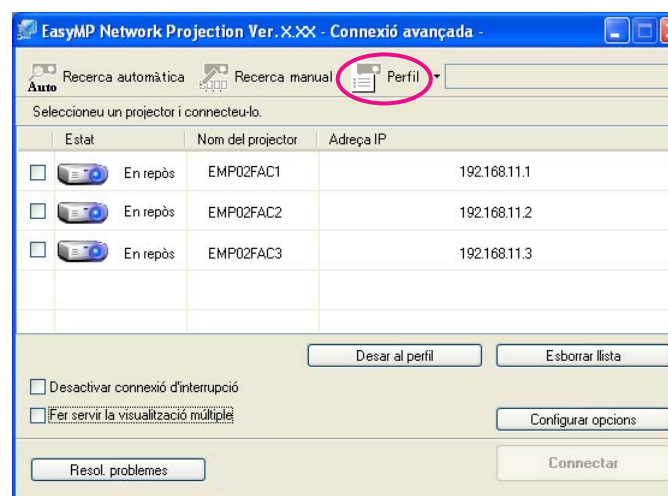 EasyMP Network Projection Ver.X.XX - Connexió avançada -
Auto Recerca automàtica Recerca manual Perfil
Seleccioneu un projector i connecteu-lo.
Estat Nom del projector Adreça IP
En repòs EMP02FAC1 192.168.11.1
En repòs EMP02FAC2 192.168.11.2
En repòs EMP02FAC3 192.168.11.3
Desar al perfil Esborrar llista
Desactivar connexió d'interrupció
Fer servir la visualització múltiple
Configurar opcions
Connectar
Resol. problemes